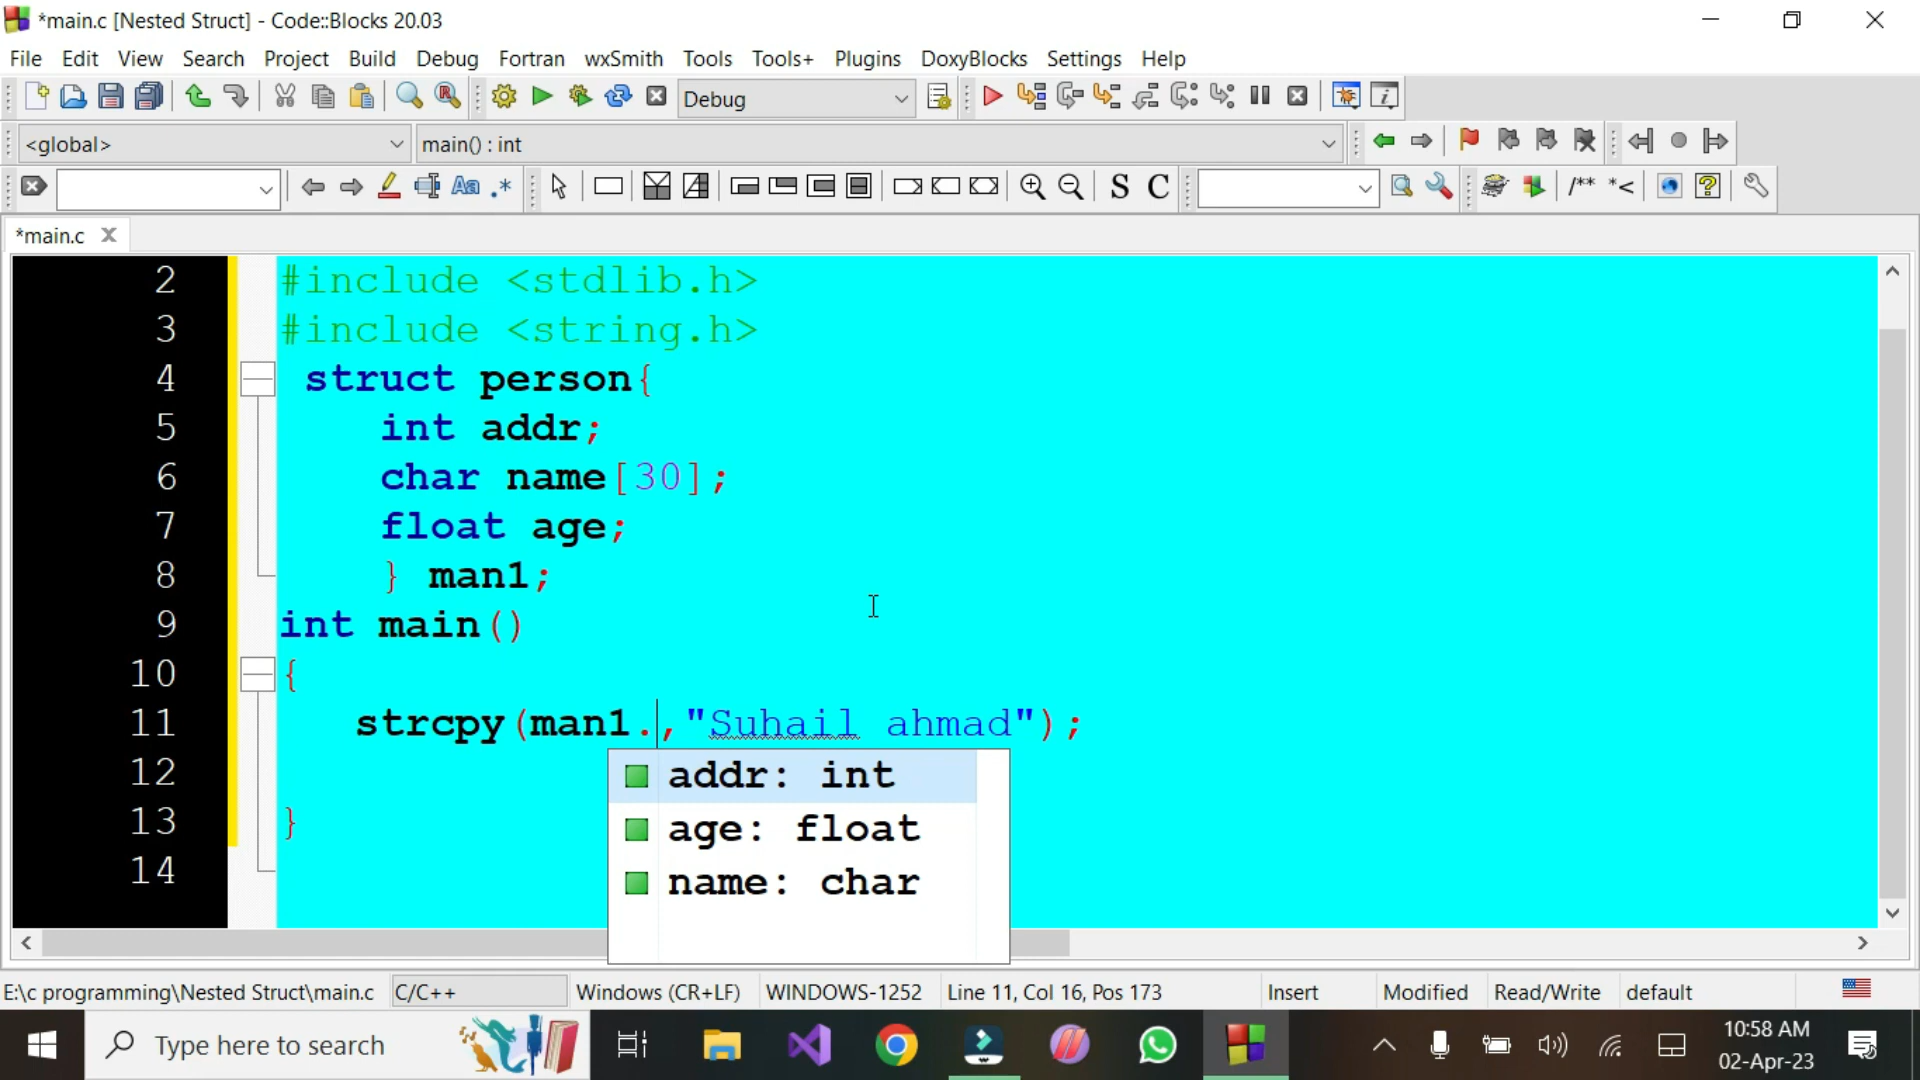 *main.c [Nested Struct] - Code::Blocks 20.03
File Edit View Search Project Build Debug Fortran wxSmith Tools Tools+ Plugins DoxyBlocks Settings Help
Debug
<global> main() : int
S C /** *<
*main.c
2 #include <stdlib.h>
3 #include <string.h>
4 struct person{
5 int addr;
6 char name[30];
7 float age;
8 } man1;
9 int main()
10 {
11 strcpy(man1.,"Suhail ahmad");
12
13 }
14
addr: int
age: float
name: char
E:\c programming\Nested Struct\main.c C/C++ Windows (CR+LF) WINDOWS-1252 Line 11, Col 16, Pos 173 Insert Modified Read/Write default
Type here to search
10:58 AM
02-Apr-23